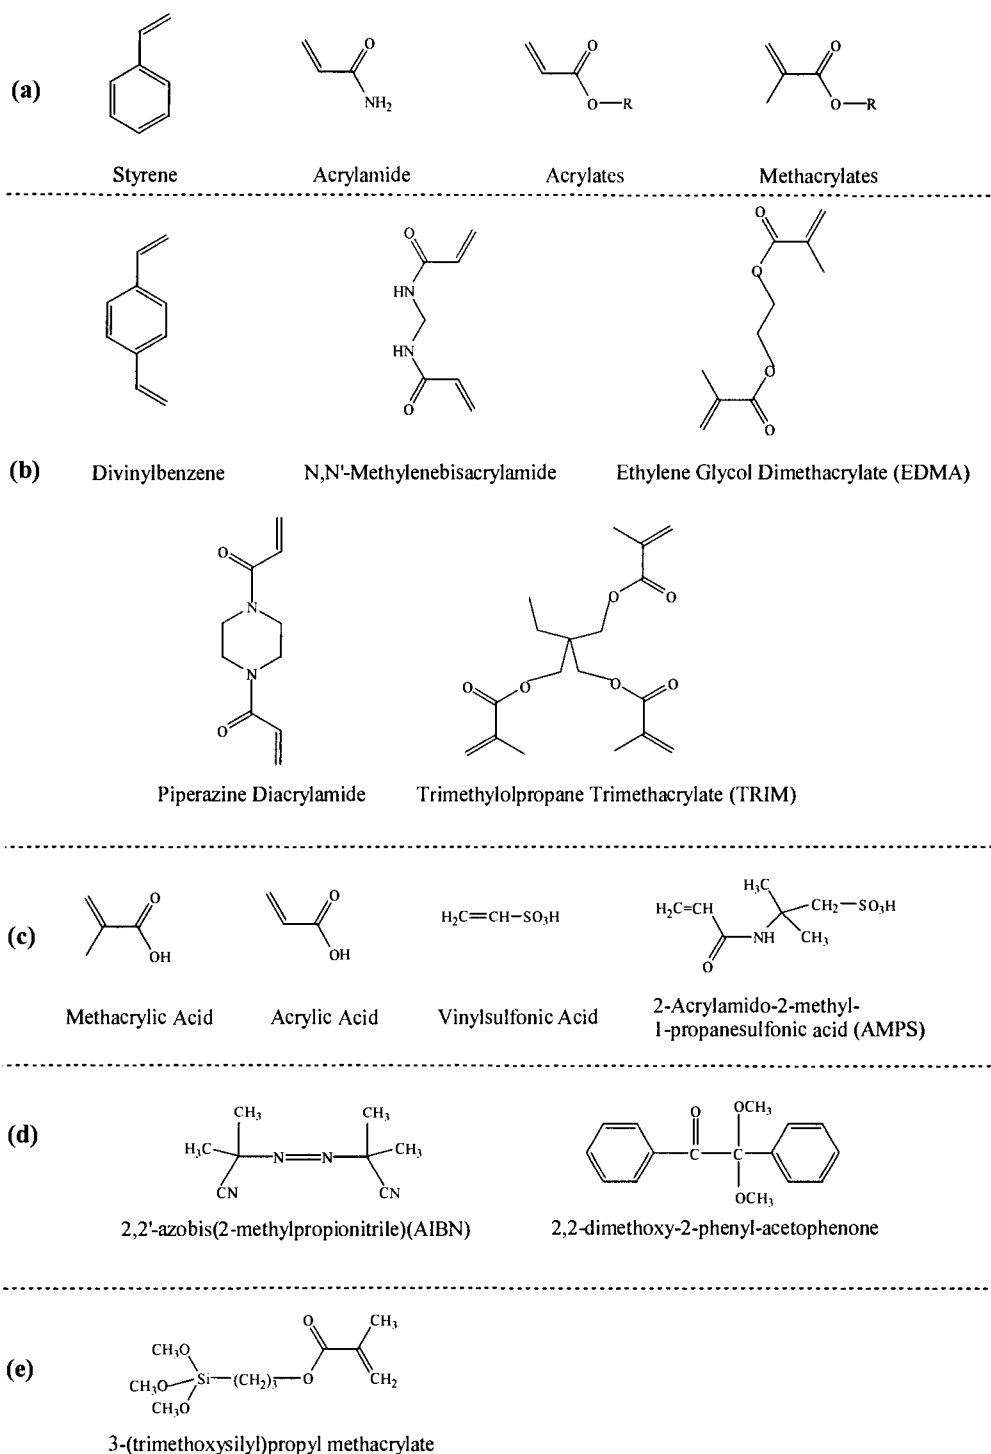 (a)
O
O
O
NH₂
O—R
O—R
Styrene
Acrylamide
Acrylates
Methacrylates
(b)
O
HN
HN
O
O
O
O
O
Divinylbenzene
N,N'-Methylenebisacrylamide
Ethylene Glycol Dimethacrylate (EDMA)
O
N
N
O
O
O
O
O
O
O
Piperazine Diacrylamide
Trimethylolpropane Trimethacrylate (TRIM)
(c)
O
OH
O
OH
H₂C=CH–SO₃H
H₃C
CH₃
H₂C=CH
CH₂–SO₃H
NH
CH₃
O
Methacrylic Acid
Acrylic Acid
Vinylsulfonic Acid
2-Acrylamido-2-methyl-
1-propanesulfonic acid (AMPS)
(d)
CH₃
CH₃
H₃C
N=N
CH₃
CN
CN
O
OCH₃
C
C
OCH₃
2,2'-azobis(2-methylpropionitrile)(AIBN)
2,2-dimethoxy-2-phenyl-acetophenone
(e)
O
CH₃
CH₃O
CH₃O
Si
(CH₂)₃
O
CH₂
CH₃O
3-(trimethoxysilyl)propyl methacrylate